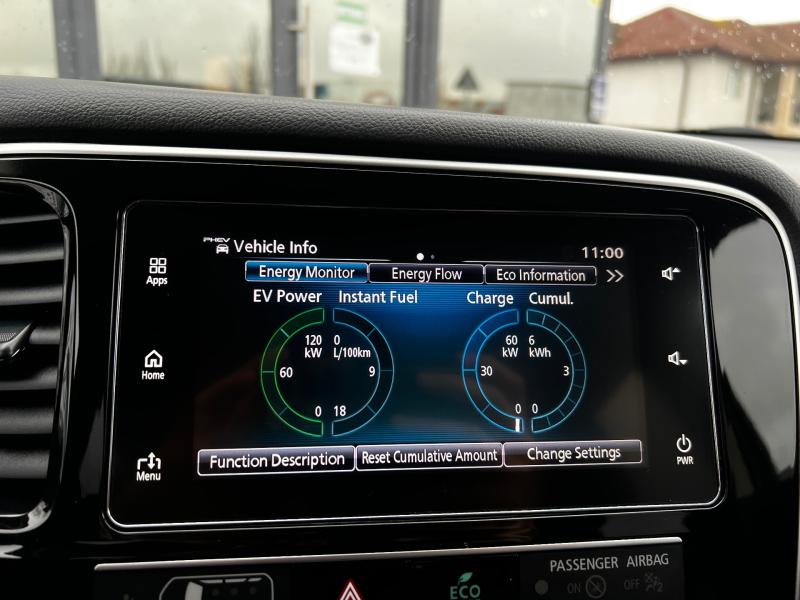 PHEV Vehicle Info 11:00
Energy Monitor Energy Flow Eco Information >>
EV Power Instant Fuel Charge Cumul.
120 kW 0 L/100km 60 kW 6 kWh
60 9 30 3
0 18 0 0
Function Description Reset Cumulative Amount Change Settings
Apps
Home
Menu
PWR
PASSENGER AIRBAG
ON OFF
ECO